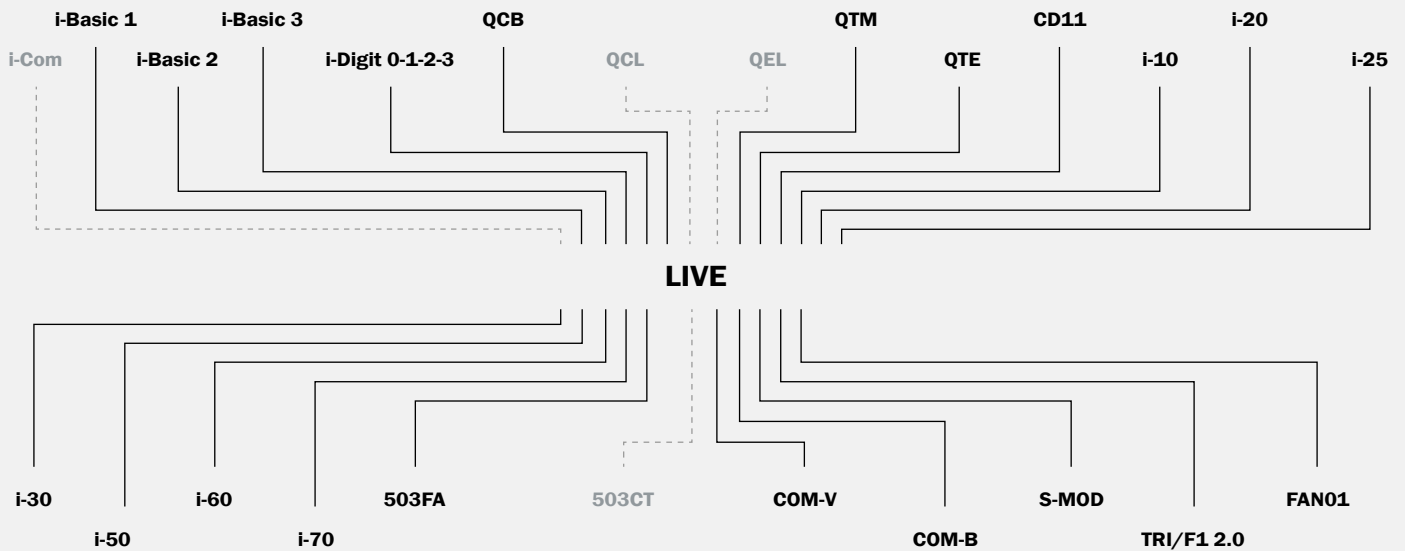 i-Basic 1 i-Basic 3 QCB QTM CD11 i-20
i-Com i-Basic 2 i-Digit 0-1-2-3 QCL QEL QTE i-10 i-25
LIVE
i-30 i-60 503FA 503CT COM-V S-MOD FAN01
i-50 i-70 COM-B TRI/F1 2.0